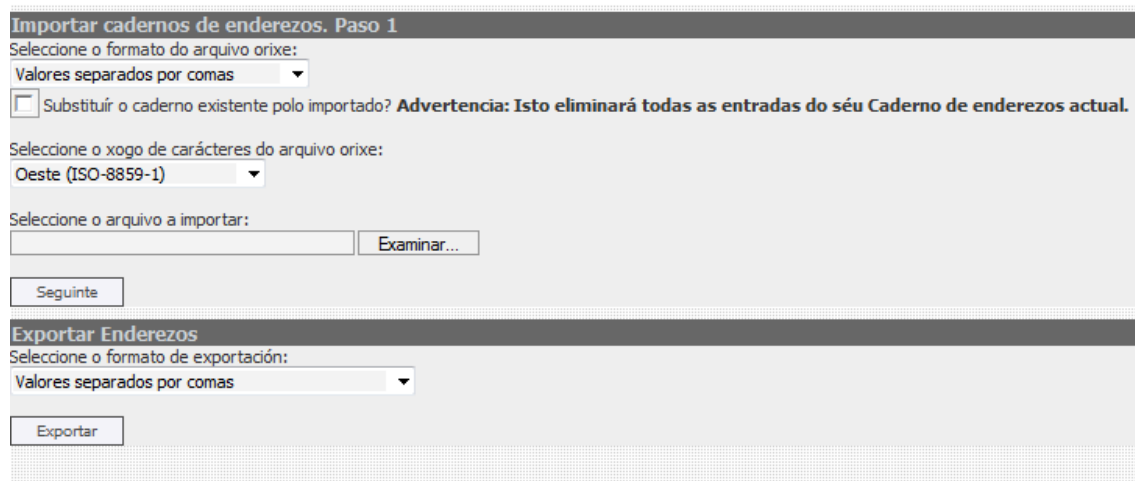 Importar cadernos de enderezos. Paso 1
Seleccione o formato do arquivo orixe:
Valores separados por comas
Substituír o caderno existente polo importado? Advertencia: Isto eliminará todas as entradas do séu Caderno de enderezos actual.
Seleccione o xogo de carácteres do arquivo orixe:
Oeste (ISO-8859-1)
Seleccione o arquivo a importar:
Examinar...
Seguinte
Exportar Enderezos
Seleccione o formato de exportación:
Valores separados por comas
Exportar